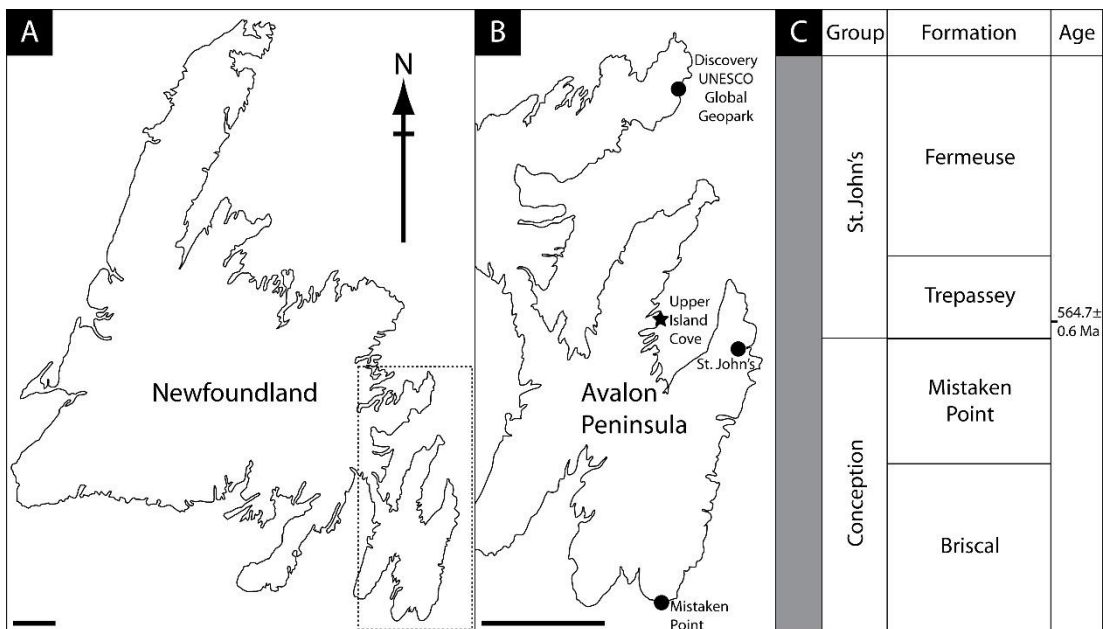 A
N
Newfoundland
B
Discovery
UNESCO
Global
Geopark
Upper
Island
Cove
St. John's
Avalon
Peninsula
Mistaken
Point
C
Group
Formation
Age
St. John's
Fermeuse
Trepassey
564.7±
0.6 Ma
Conception
Mistaken
Point
Briscal